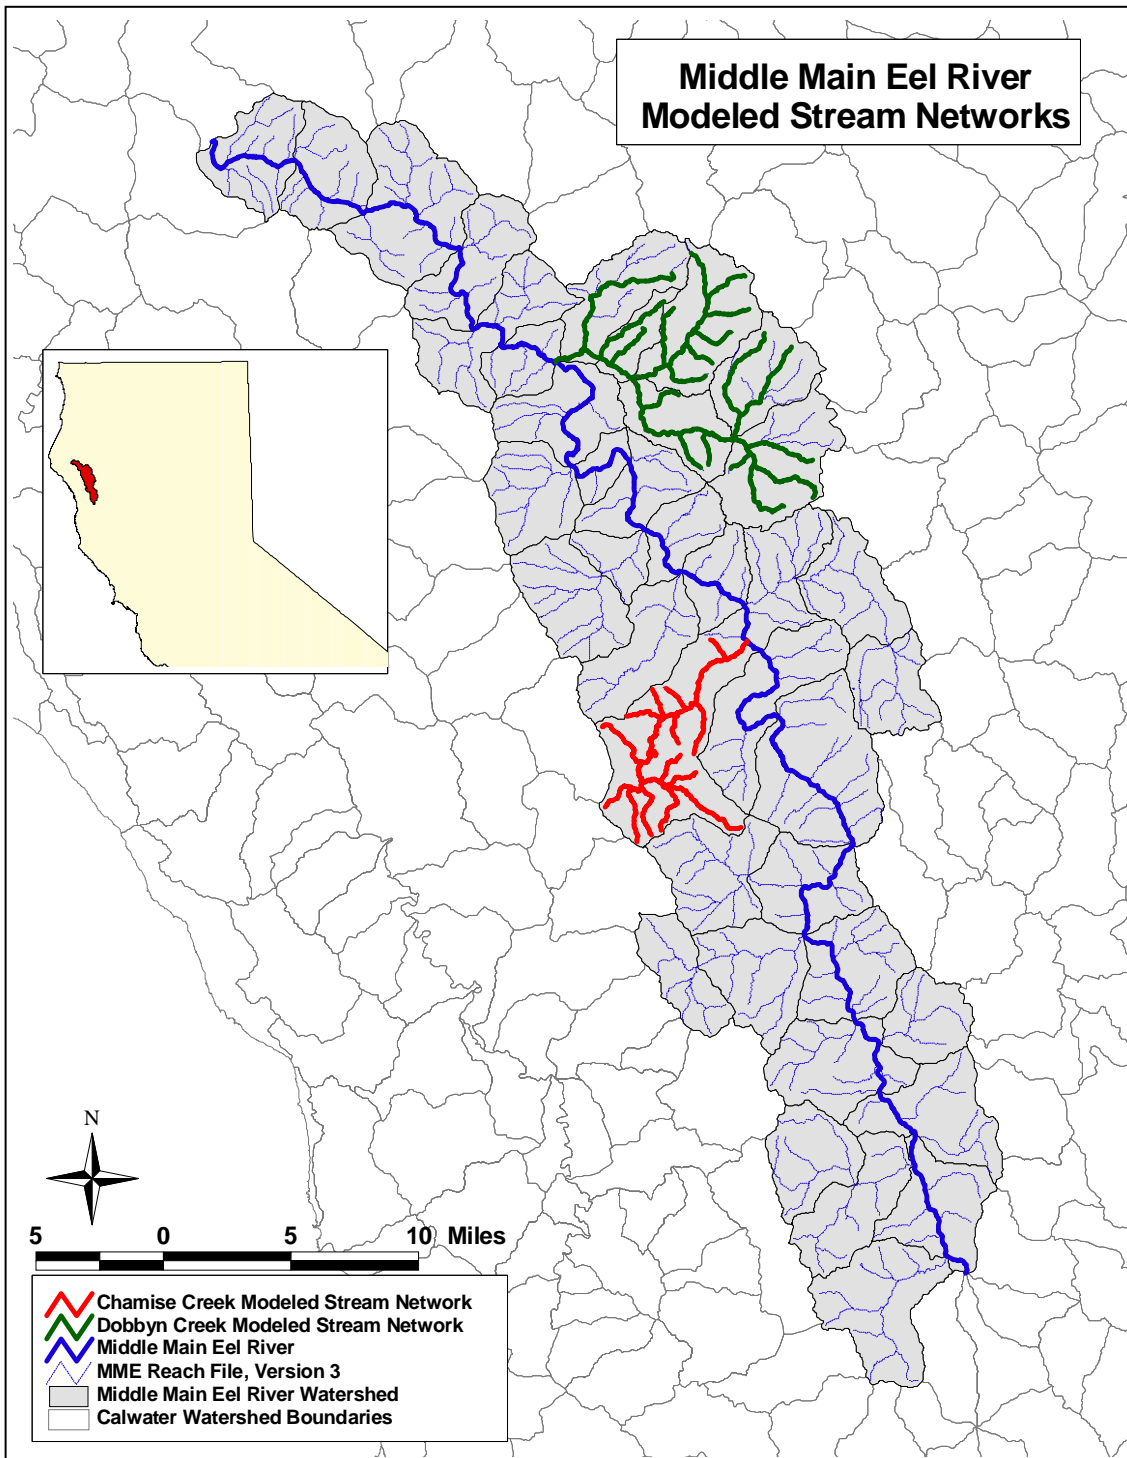 Middle Main Eel River
Modeled Stream Networks
N
5 0 5 10 Miles
Chamise Creek Modeled Stream Network
Dobbyn Creek Modeled Stream Network
Middle Main Eel River
MME Reach File, Version 3
Middle Main Eel River Watershed
Calwater Watershed Boundaries